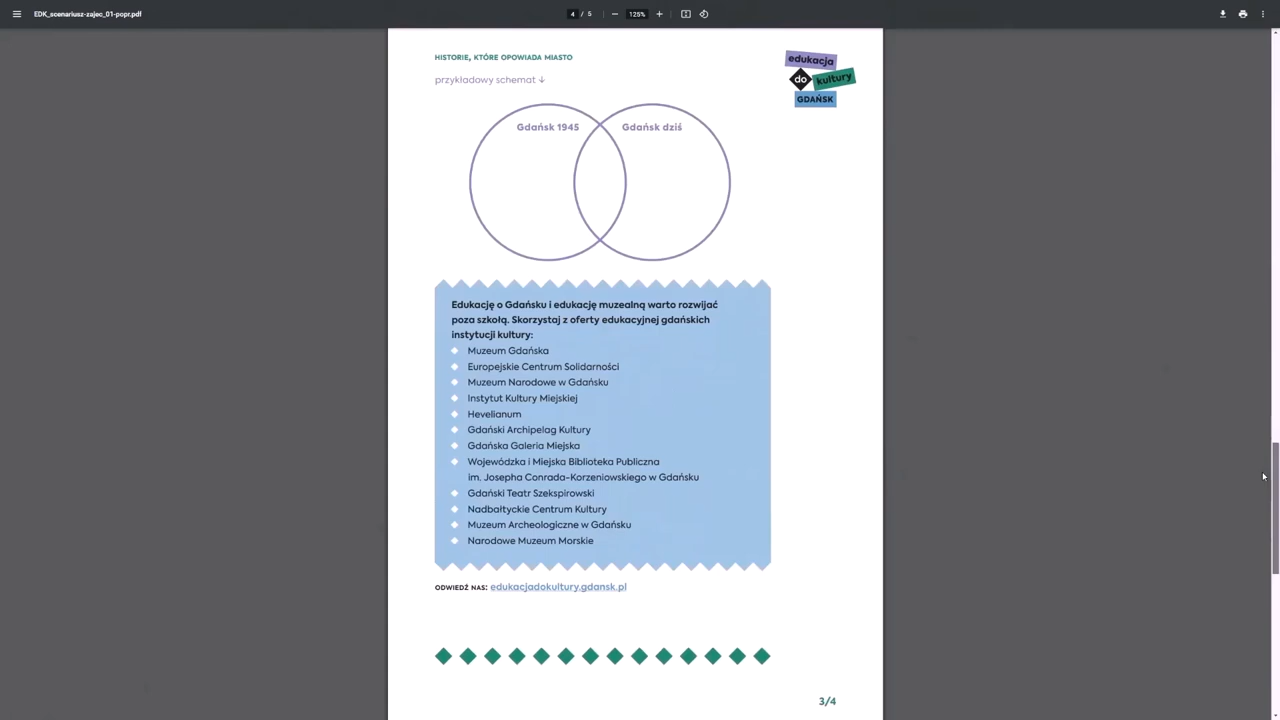 EDK_scenariusz-zajec_01-popr.pdf
4 / 5
125%
HISTORIE, KTÓRE OPOWIADA MIASTO
przykładowy schemat ↓
edukacja
do kultury
GDAŃSK
Gdańsk 1945
Gdańsk dziś
Edukację o Gdańsku i edukację muzealną warto rozwijać
poza szkołą. Skorzystaj z oferty edukacyjnej gdańskich
instytucji kultury:
Muzeum Gdańska
Europejskie Centrum Solidarności
Muzeum Narodowe w Gdańsku
Instytut Kultury Miejskiej
Hevelianum
Gdański Archipelag Kultury
Gdańska Galeria Miejska
Wojewódzka i Miejska Biblioteka Publiczna
im. Josepha Conrada-Korzeniowskiego w Gdańsku
Gdański Teatr Szekspirowski
Nadbałtyckie Centrum Kultury
Muzeum Archeologiczne w Gdańsku
Narodowe Muzeum Morskie
ODWIEDŹ NAS: edukacjadokultury.gdansk.pl
3/4